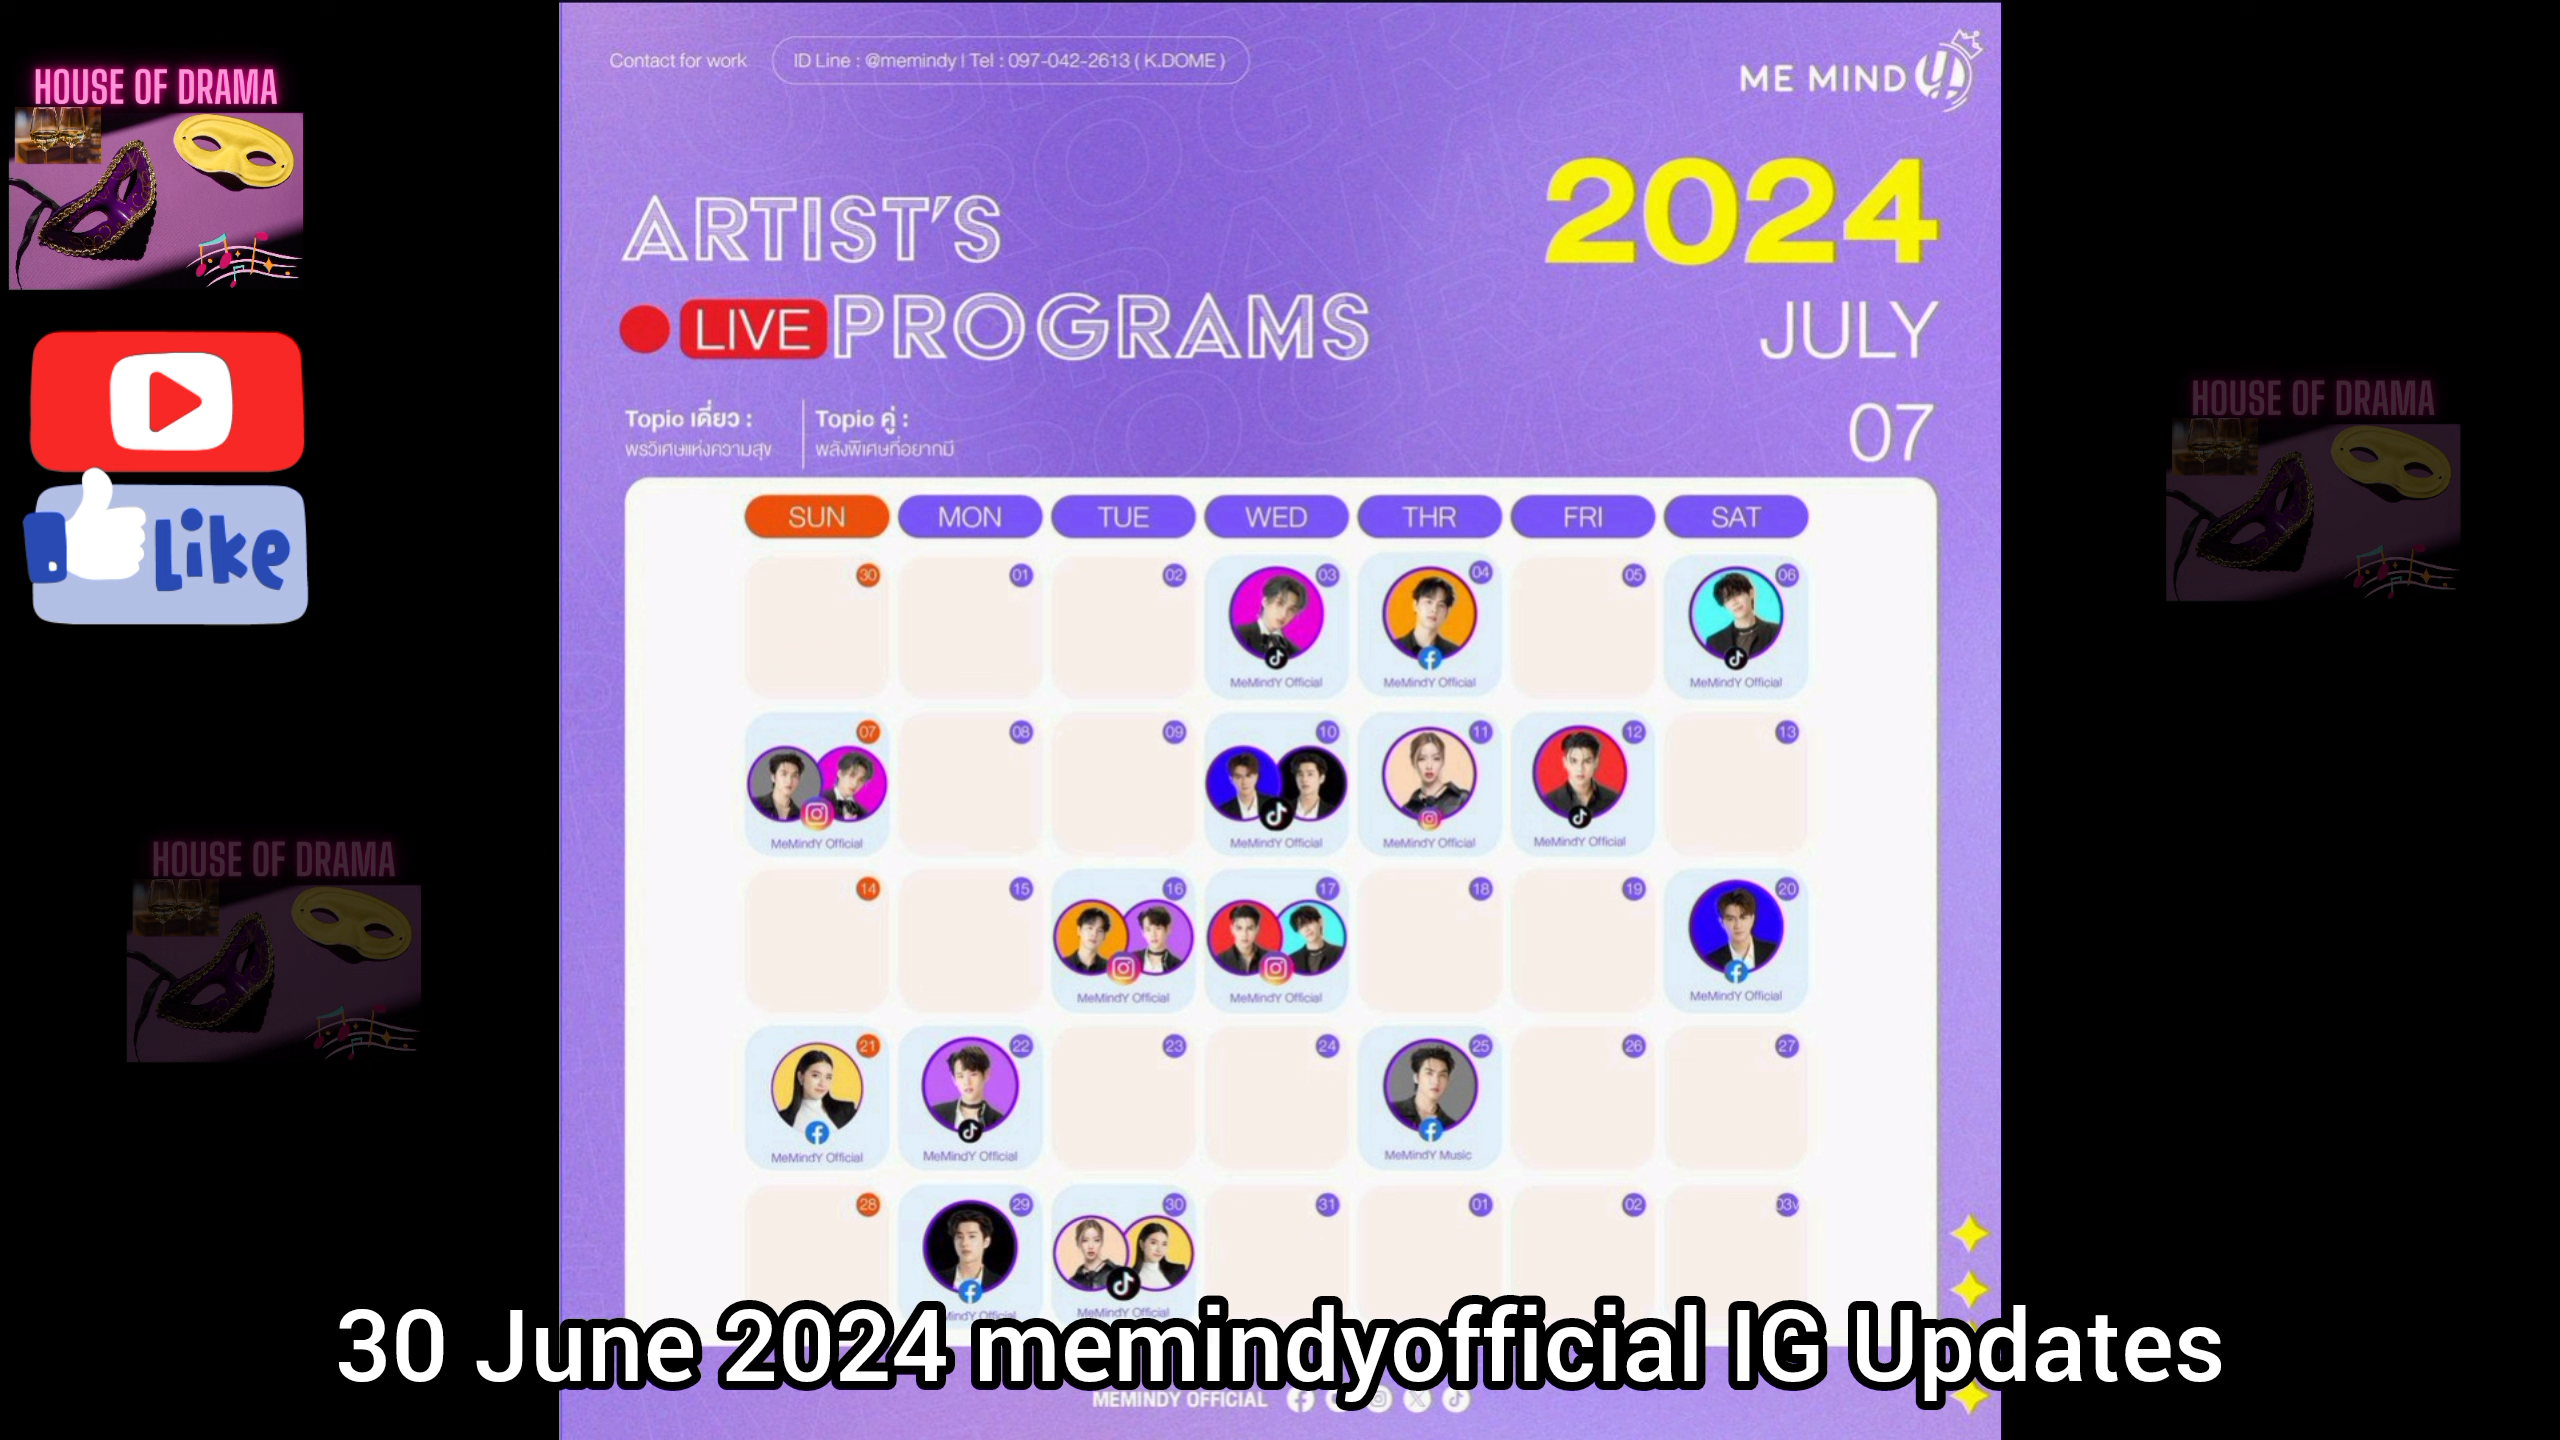 HOUSE OF DRAMA
Like
Contact for work
ID Line : @memindy | Tel : 097-042-2613 ( K.DOME )
ME MIND Y
ARTIST'S
LIVE PROGRAMS
2024
JULY
07
Topic เดี่ยว :
พรวิเศษแห่งความสุข
Topic คู่ :
พลังพิเศษที่อยากมี
SUN MON TUE WED THR FRI SAT
30 01 02 03 04 05 06
MeMindY Official MeMindY Official MeMindY Official
07 08 09 10 11 12 13
MeMindY Official MeMindY Official MeMindY Official MeMindY Official
14 15 16 17 18 19 20
MeMindY Official MeMindY Official MeMindY Official
21 22 23 24 25 26 27
MeMindY Official MeMindY Official MeMindY Music
28 29 30 31 01 02 03v
MeMindY Official
30 June 2024 memindyofficial IG Updates
MEMINDY OFFICIAL
HOUSE OF DRAMA
HOUSE OF DRAMA